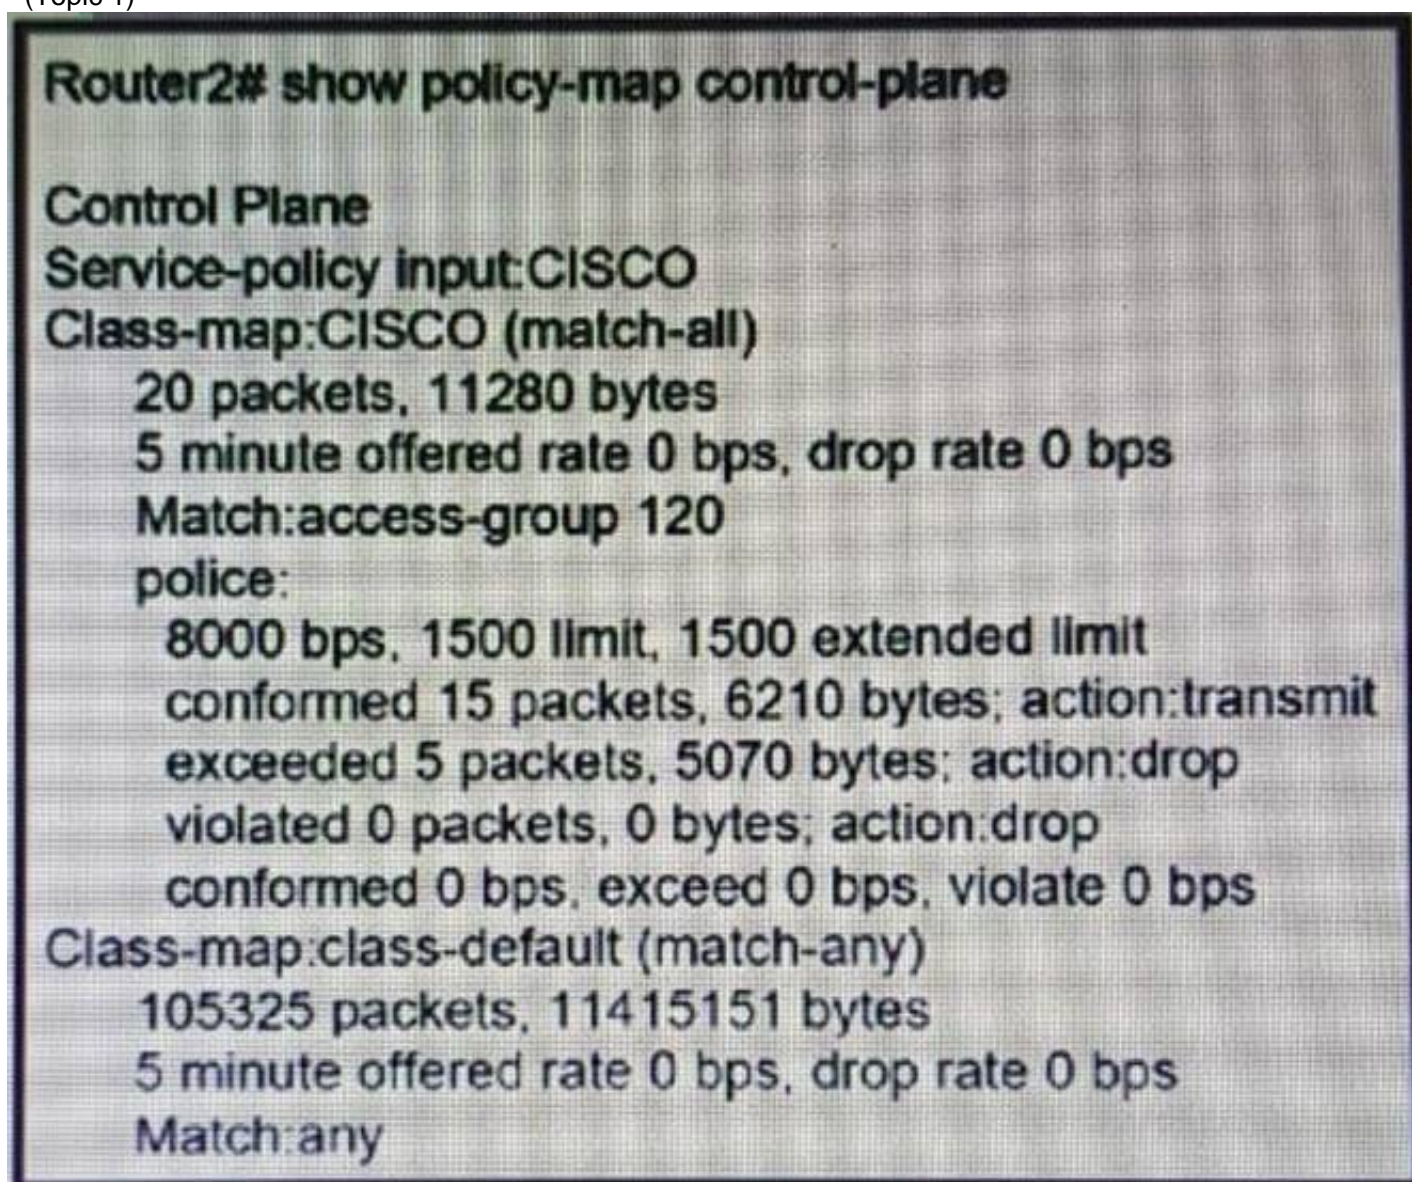 (Topic 1)
Router2# show policy-map control-plane
Control Plane
Service-policy input:CISCO
Class-map:CISCO (match-all)
20 packets, 11280 bytes
5 minute offered rate 0 bps, drop rate 0 bps
Match:access-group 120
police:
8000 bps, 1500 limit, 1500 extended limit
conformed 15 packets, 6210 bytes; action:transmit
exceeded 5 packets, 5070 bytes; action:drop
violated 0 packets, 0 bytes; action:drop
conformed 0 bps, exceed 0 bps, violate 0 bps
Class-map:class-default (match-any)
105325 packets, 11415151 bytes
5 minute offered rate 0 bps, drop rate 0 bps
Match:any